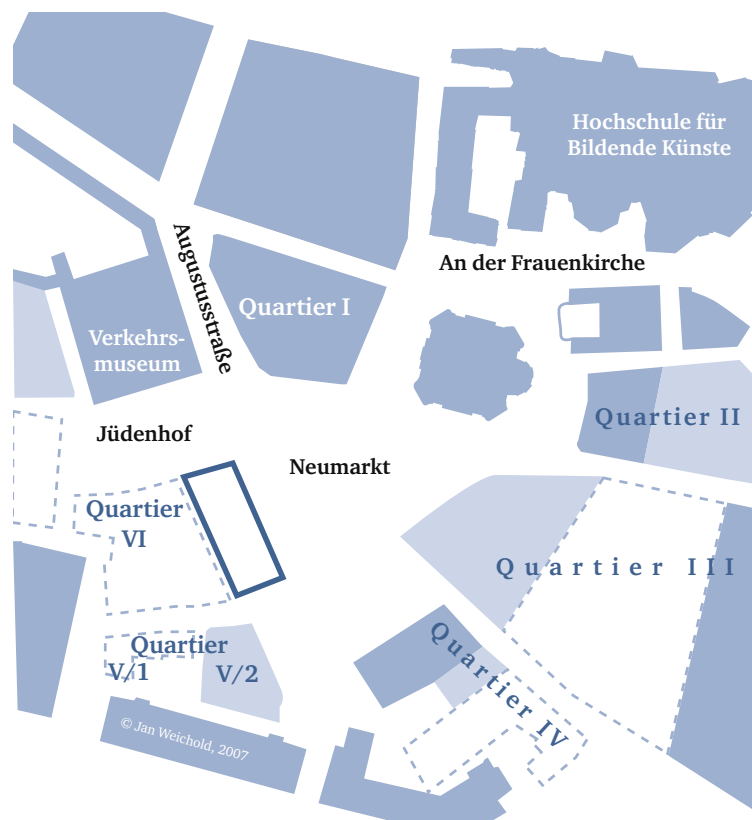 Hochschule für
Bildende Künste
An der Frauenkirche
Augustusstraße
Quartier I
Verkehrs-
museum
Quartier II
Jüdenhof
Neumarkt
Quartier
VI
Quartier III
Quartier
V/1
V/2
Quartier IV
© Jan Weichold, 2007